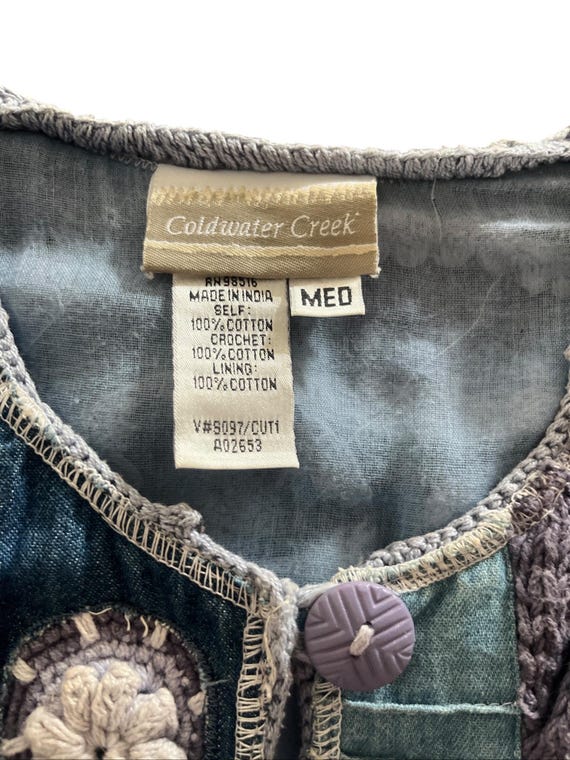 Coldwater Creek
RN 98516
MADE IN INDIA
MED
SELF:
100% COTTON
CROCHET:
100% COTTON
LINING:
100% COTTON
V#9097/CUT1
A02653